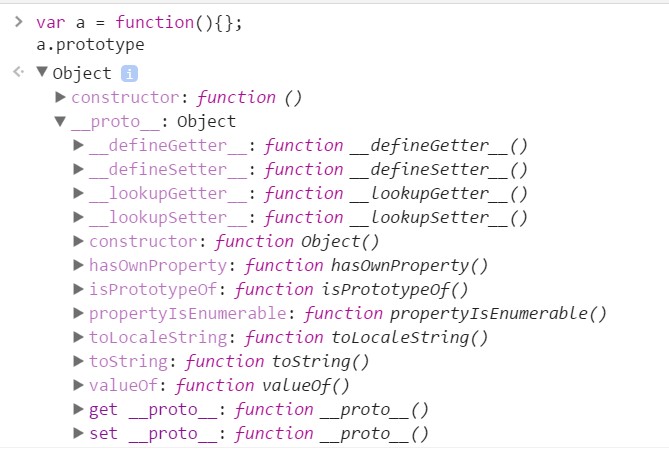 > var a = function(){};
a.prototype
<· ▼ Object i
▶ constructor: function ()
▼ __proto__: Object
▶ __defineGetter__: function __defineGetter__()
▶ __defineSetter__: function __defineSetter__()
▶ __lookupGetter__: function __lookupGetter__()
▶ __lookupSetter__: function __lookupSetter__()
▶ constructor: function Object()
▶ hasOwnProperty: function hasOwnProperty()
▶ isPrototypeOf: function isPrototypeOf()
▶ propertyIsEnumerable: function propertyIsEnumerable()
▶ toLocaleString: function toLocaleString()
▶ toString: function toString()
▶ valueOf: function valueOf()
▶ get __proto__: function __proto__()
▶ set __proto__: function __proto__()